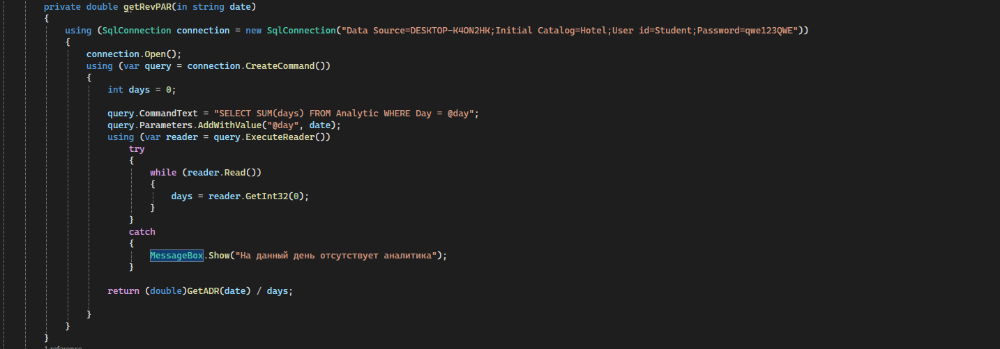 private double getRevPAR(in string date)
{
using (SqlConnection connection = new SqlConnection("Data Source=DESKTOP-K4ON2HK;Initial Catalog=Hotel;User id=Student;Password=qwe123QWE"))
{
connection.Open();
using (var query = connection.CreateCommand())
{
int days = 0;
query.CommandText = "SELECT SUM(days) FROM Analytic WHERE Day = @day";
query.Parameters.AddWithValue("@day", date);
using (var reader = query.ExecuteReader())
try
{
while (reader.Read())
{
days = reader.GetInt32(0);
}
}
catch
{
MessageBox.Show("На данный день отсутствует аналитика");
}
return (double)GetADR(date) / days;
}
}
}
1 reference